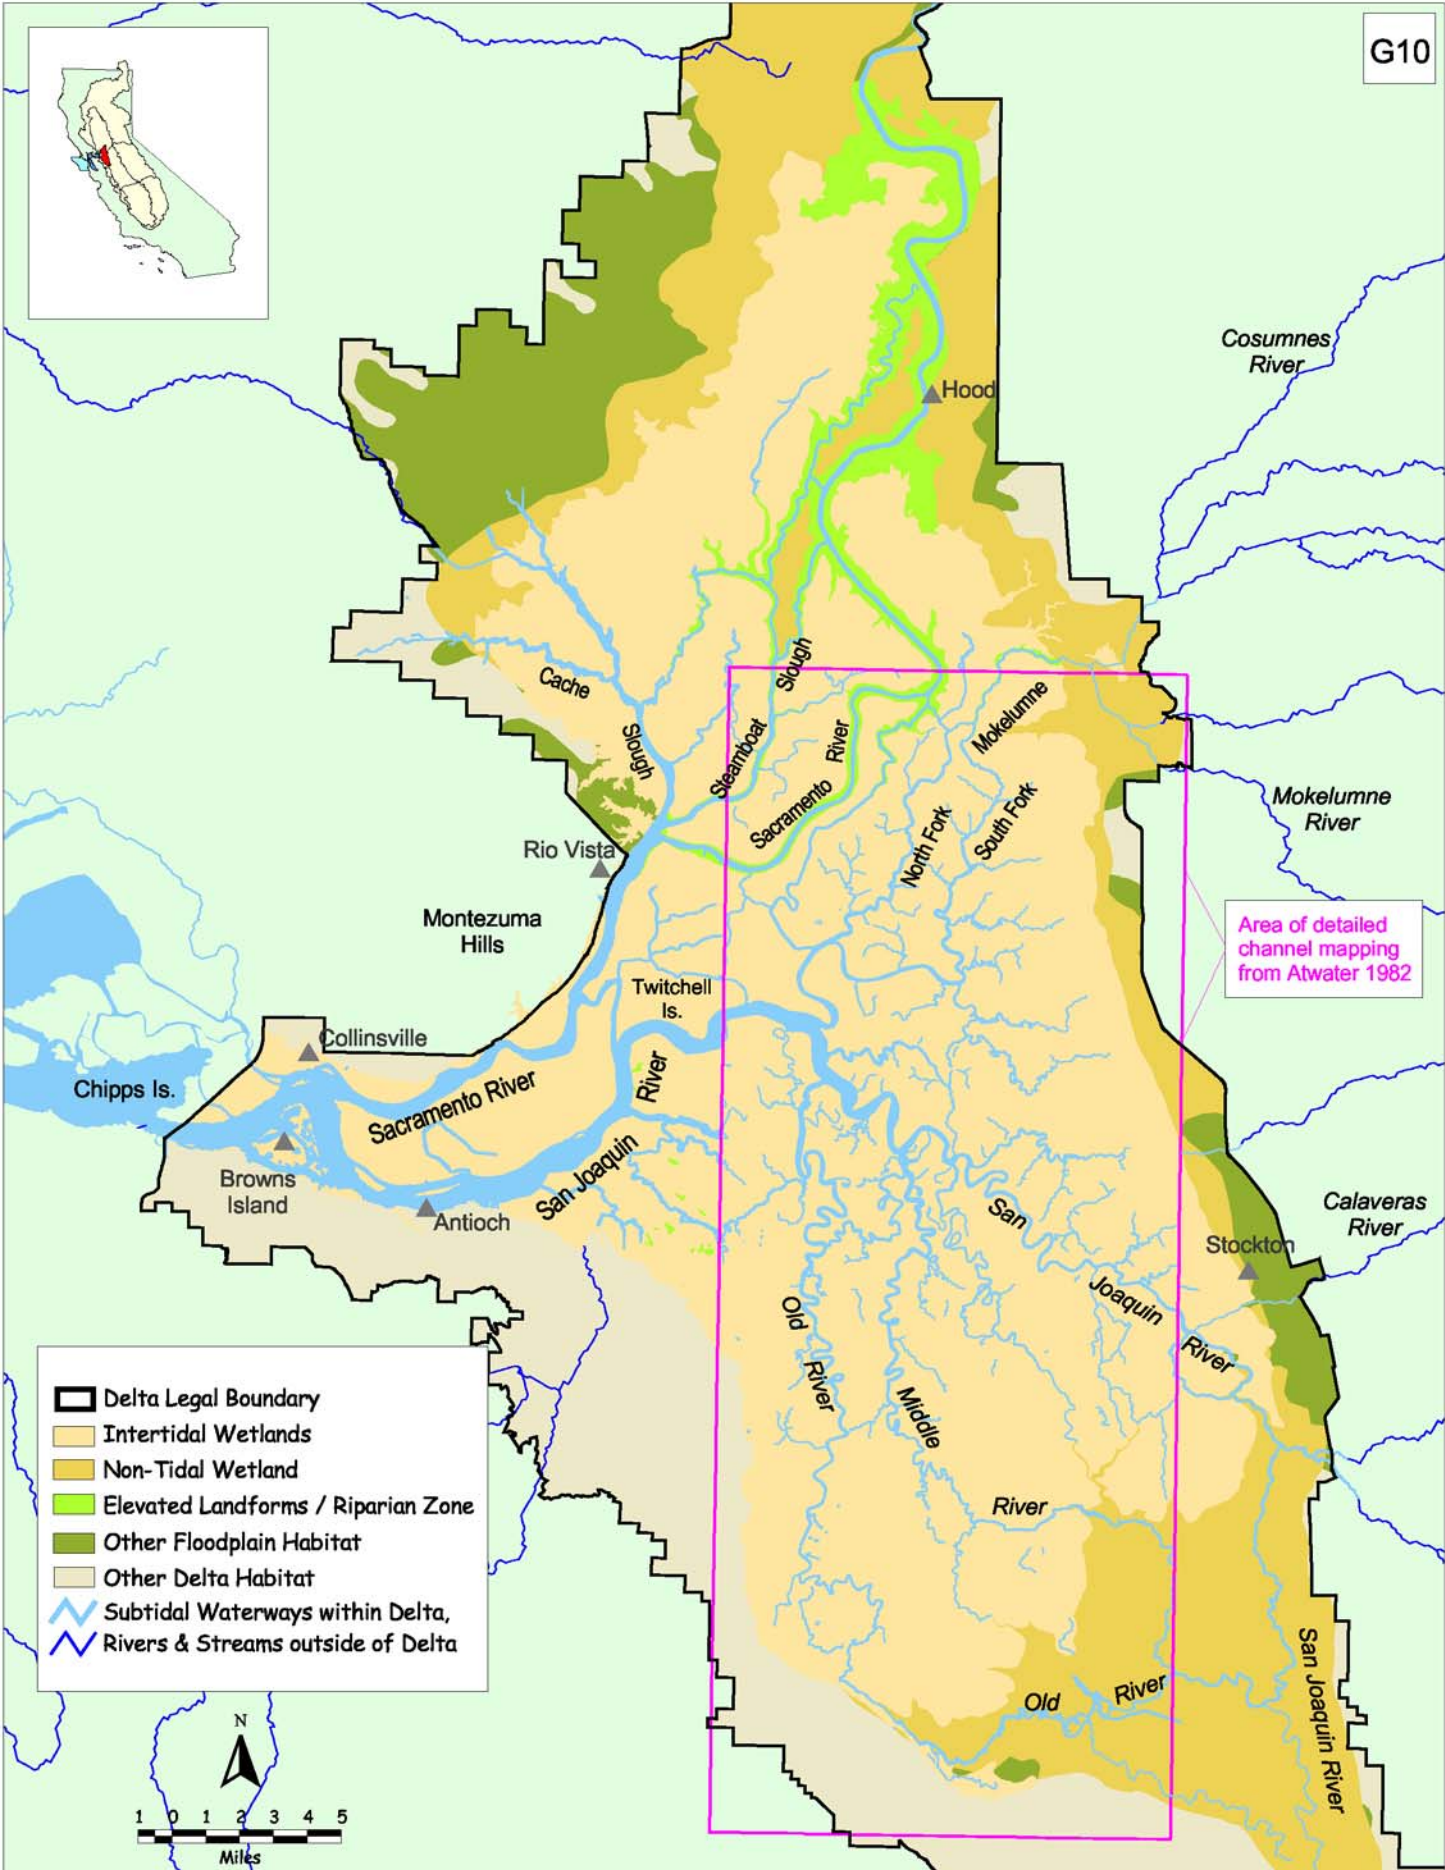 G10
Cosumnes
River
Hood
Cache
Slough
Steamboat
Slough
Sacramento
River
Mokelumne
North Fork
South Fork
Mokelumne
River
Rio Vista
Montezuma
Hills
Area of detailed
channel mapping
from Atwater 1982
Twitchell
Is.
Collinsville
Chipps Is.
Sacramento River
River
San Joaquin
Browns
Island
Antioch
San
Joaquin
River
Calaveras
River
Stockton
Old
River
Middle
River
Old
River
San Joaquin River
Delta Legal Boundary
Intertidal Wetlands
Non-Tidal Wetland
Elevated Landforms / Riparian Zone
Other Floodplain Habitat
Other Delta Habitat
Subtidal Waterways within Delta,
Rivers & Streams outside of Delta
N
1 0 1 2 3 4 5
Miles